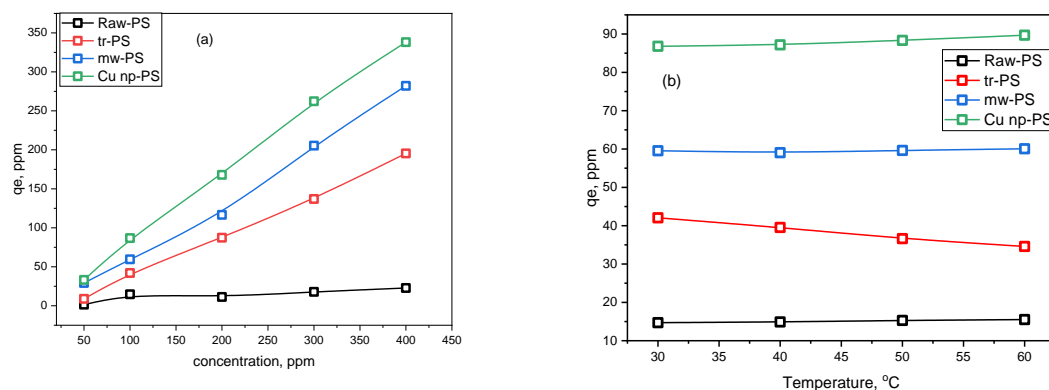 (a)
Raw-PS
tr-PS
mw-PS
Cu np-PS
qe, ppm
350
300
250
200
150
100
50
0
50 100 150 200 250 300 350 400 450
concentration, ppm
(b)
Raw-PS
tr-PS
mw-PS
Cu np-PS
qe, ppm
90
80
70
60
50
40
30
20
10
30 35 40 45 50 55 60
Temperature, °C